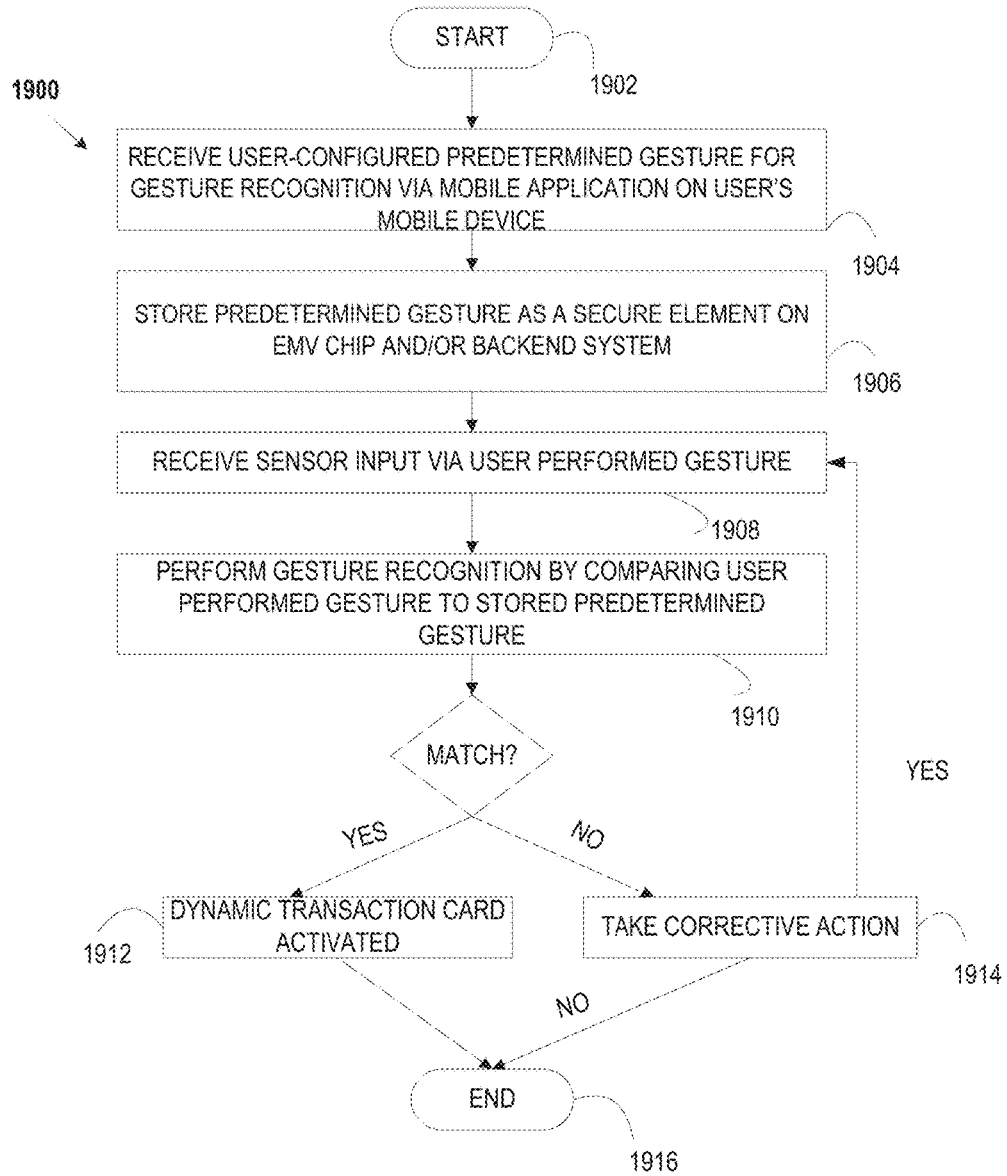 START
1902
1900
RECEIVE USER-CONFIGURED PREDETERMINED GESTURE FOR
GESTURE RECOGNITION VIA MOBILE APPLICATION ON USER'S
MOBILE DEVICE
1904
STORE PREDETERMINED GESTURE AS A SECURE ELEMENT ON
EMV CHIP AND/OR BACKEND SYSTEM
1906
RECEIVE SENSOR INPUT VIA USER PERFORMED GESTURE
1908
PERFORM GESTURE RECOGNITION BY COMPARING USER
PERFORMED GESTURE TO STORED PREDETERMINED
GESTURE
1910
MATCH?
YES
YES
NO
DYNAMIC TRANSACTION CARD
ACTIVATED
1912
TAKE CORRECTIVE ACTION
1914
NO
END
1916